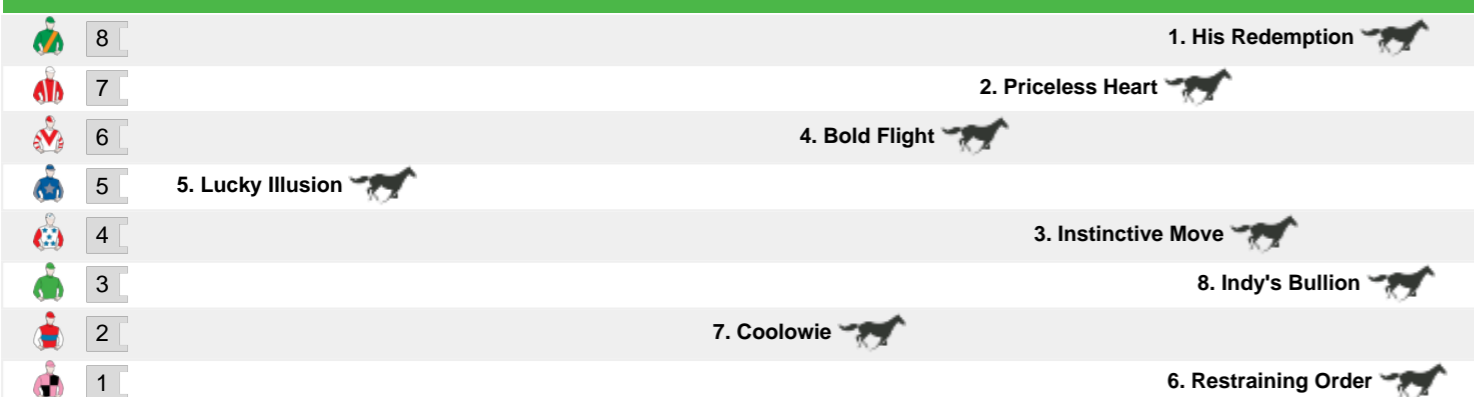 8 1. His Redemption
7 2. Priceless Heart
6 4. Bold Flight
5 5. Lucky Illusion
4 3. Instinctive Move
3 8. Indy's Bullion
2 7. Coolowie
1 6. Restraining Order